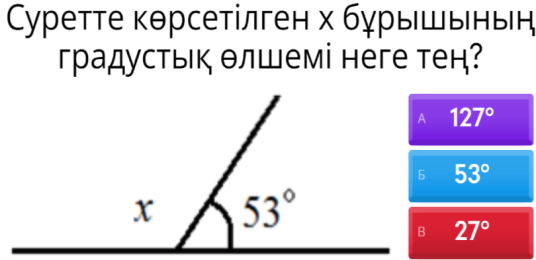 Суретте көрсетілген x бұрышының
градустық өлшемі неге тең?
x
53°
А 127°
Б 53°
В 27°